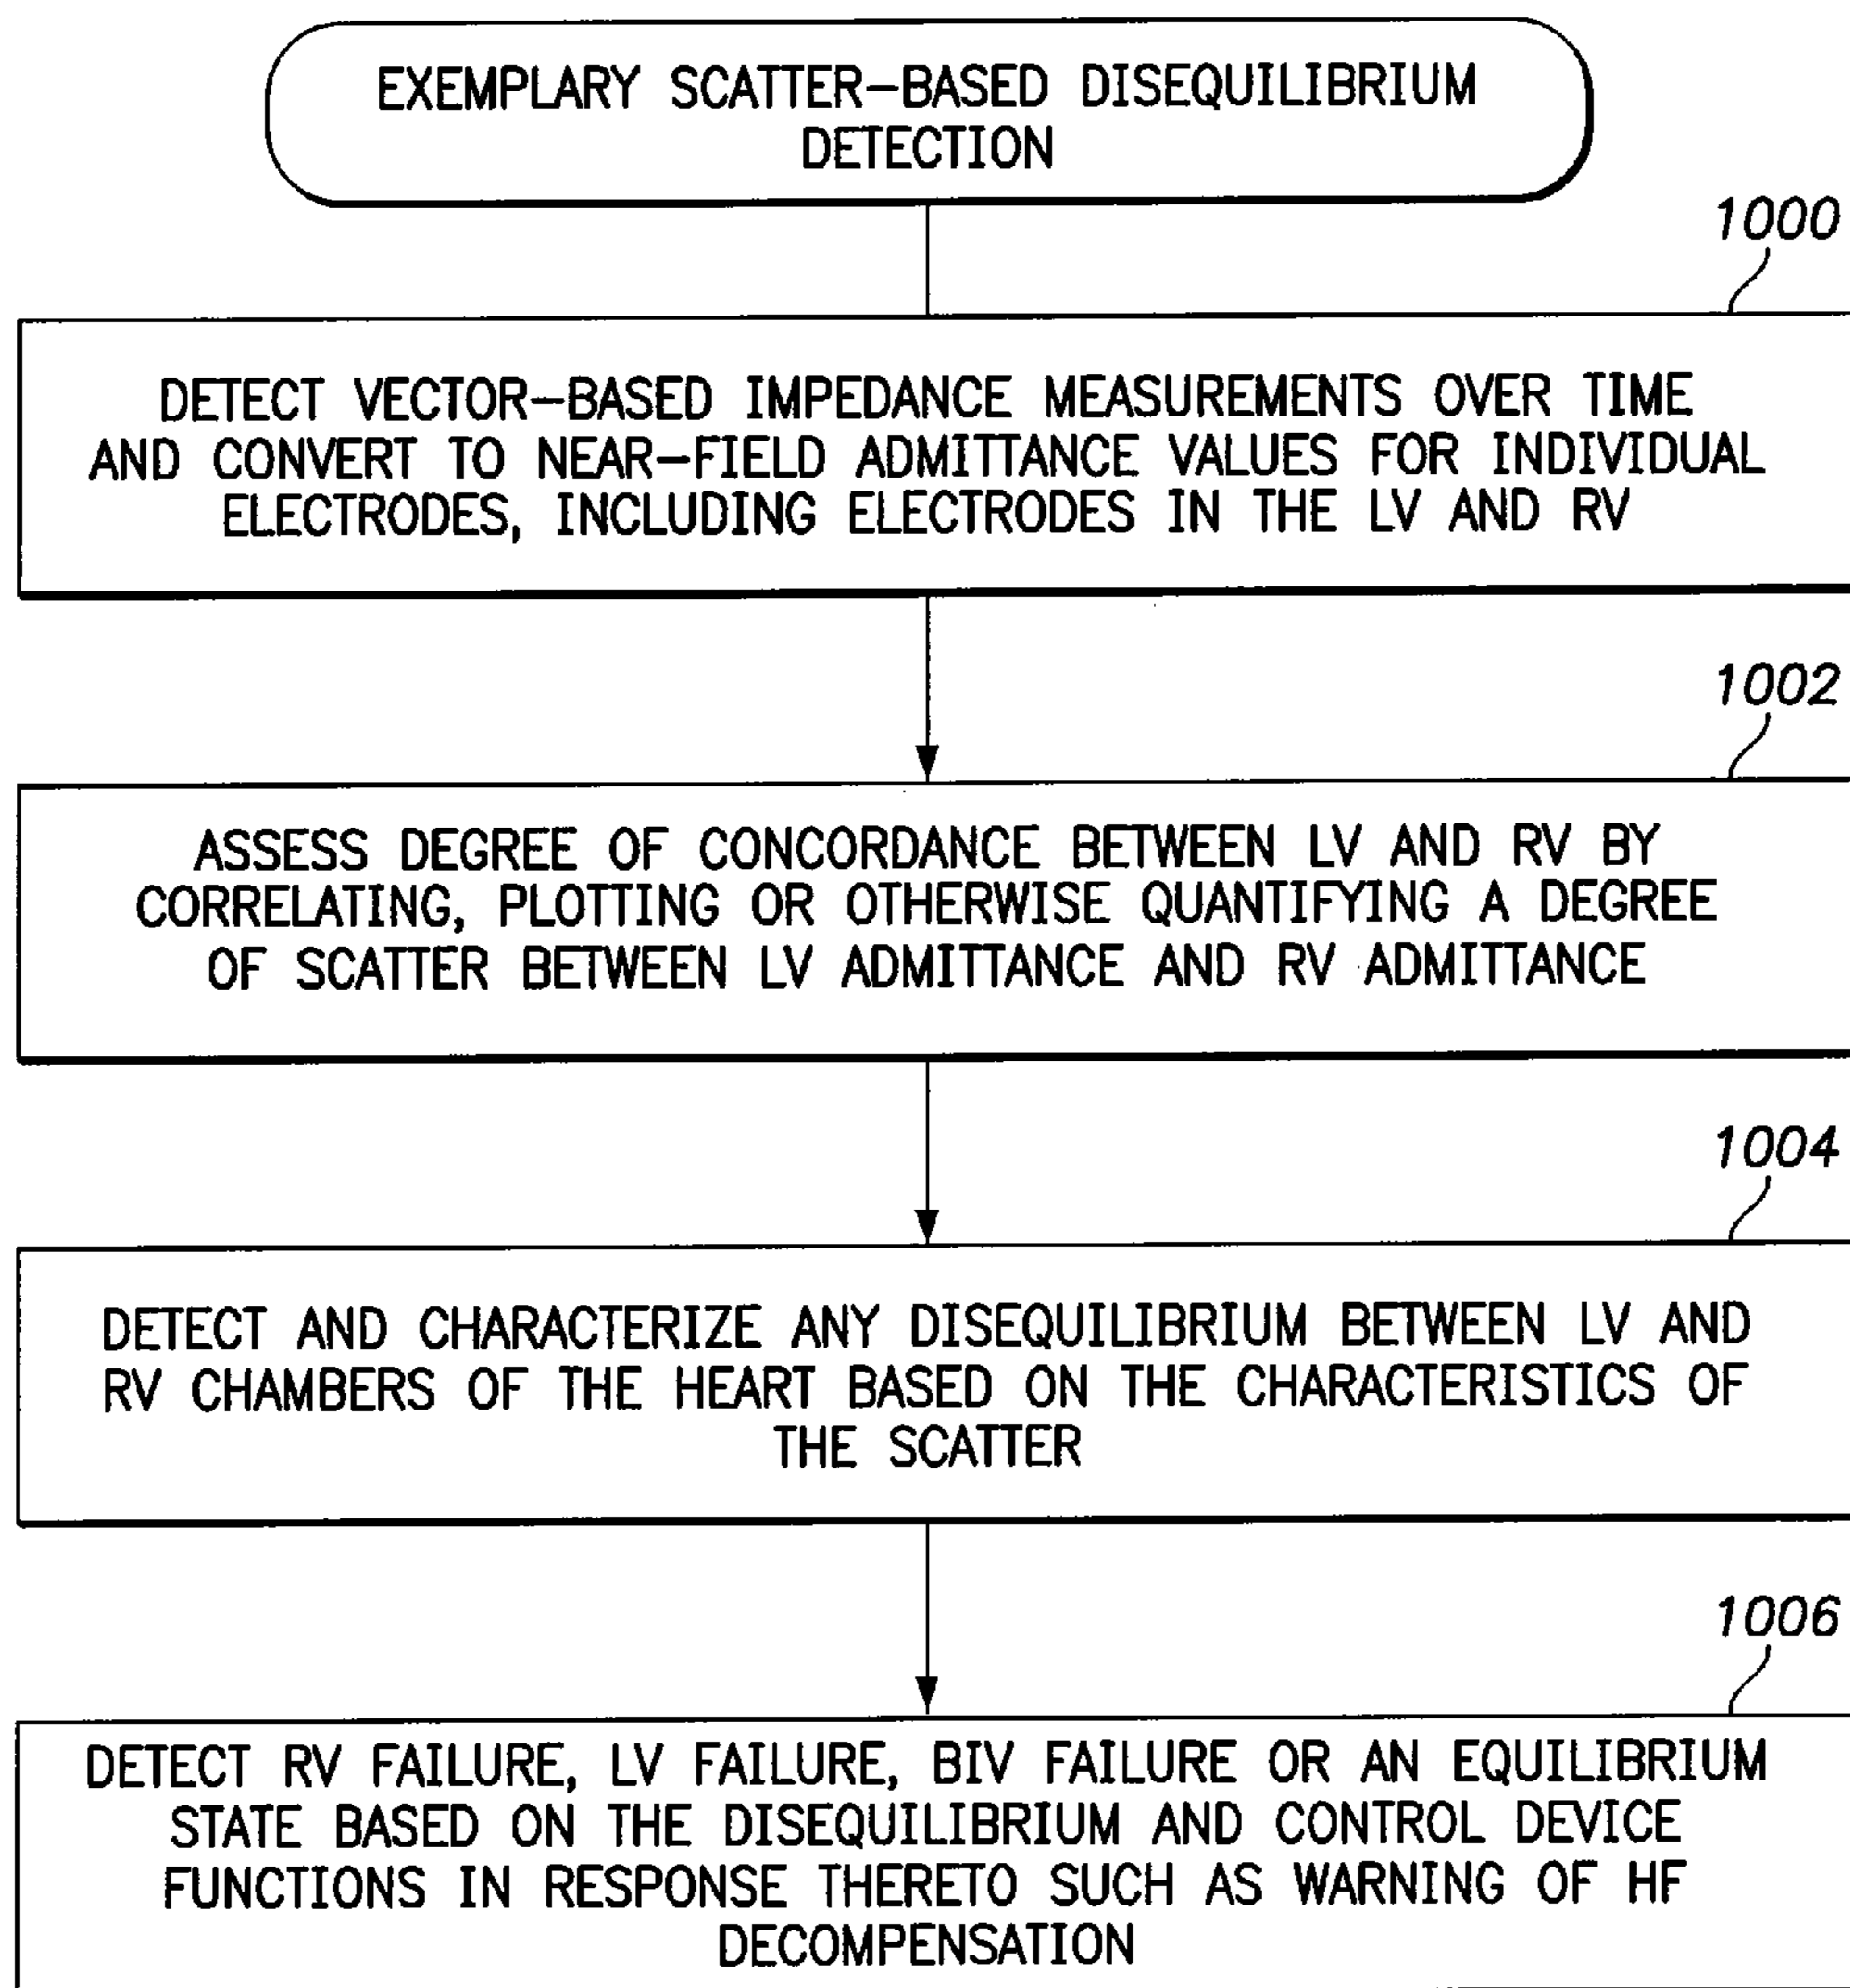 EXEMPLARY SCATTER-BASED DISEQUILIBRIUM
DETECTION
1000
DETECT VECTOR-BASED IMPEDANCE MEASUREMENTS OVER TIME
AND CONVERT TO NEAR-FIELD ADMITTANCE VALUES FOR INDIVIDUAL
ELECTRODES, INCLUDING ELECTRODES IN THE LV AND RV
1002
ASSESS DEGREE OF CONCORDANCE BETWEEN LV AND RV BY
CORRELATING, PLOTTING OR OTHERWISE QUANTIFYING A DEGREE
OF SCATTER BETWEEN LV ADMITTANCE AND RV ADMITTANCE
1004
DETECT AND CHARACTERIZE ANY DISEQUILIBRIUM BETWEEN LV AND
RV CHAMBERS OF THE HEART BASED ON THE CHARACTERISTICS OF
THE SCATTER
1006
DETECT RV FAILURE, LV FAILURE, BIV FAILURE OR AN EQUILIBRIUM
STATE BASED ON THE DISEQUILIBRIUM AND CONTROL DEVICE
FUNCTIONS IN RESPONSE THERETO SUCH AS WARNING OF HF
DECOMPENSATION